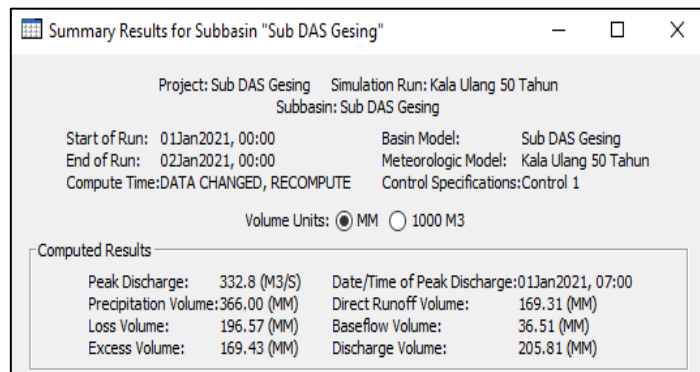 Summary Results for Subbasin "Sub DAS Gesing"
Project: Sub DAS Gesing Simulation Run: Kala Ulang 50 Tahun
Subbasin: Sub DAS Gesing
Start of Run: 01Jan2021, 00:00 Basin Model: Sub DAS Gesing
End of Run: 02Jan2021, 00:00 Meteorologic Model: Kala Ulang 50 Tahun
Compute Time:DATA CHANGED, RECOMPUTE Control Specifications:Control 1
Volume Units: MM 1000 M3
Computed Results
Peak Discharge: 332.8 (M3/S) Date/Time of Peak Discharge:01Jan2021, 07:00
Precipitation Volume:366.00 (MM) Direct Runoff Volume: 169.31 (MM)
Loss Volume: 196.57 (MM) Baseflow Volume: 36.51 (MM)
Excess Volume: 169.43 (MM) Discharge Volume: 205.81 (MM)